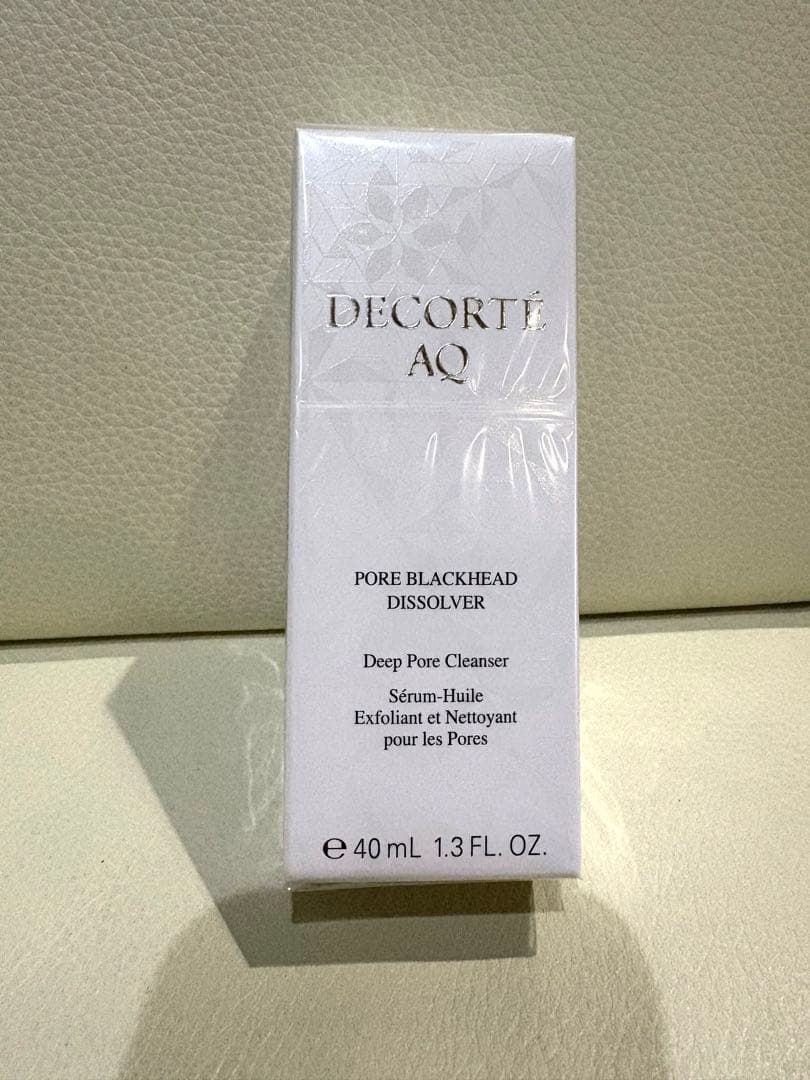 DECORTÉ
AQ
PORE BLACKHEAD
DISSOLVER
Deep Pore Cleanser
Sérum-Huile
Exfoliant et Nettoyant
pour les Pores
℮ 40 mL 1.3 FL. OZ.